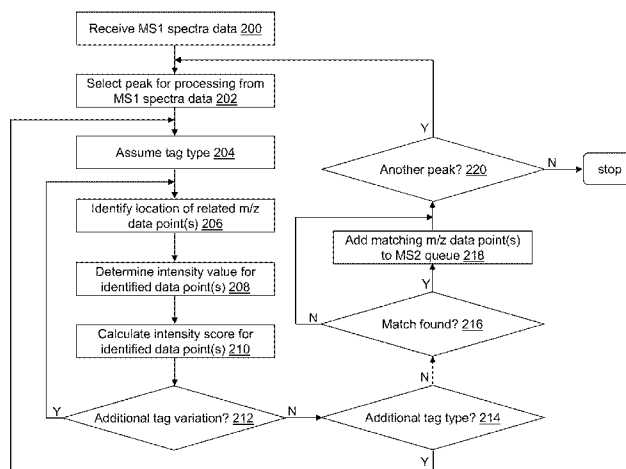 Receive MS1 spectra data 200
Select peak for processing from
MS1 spectra data 202
Assume tag type 204
Identify location of related m/z
data point(s) 206
Determine intensity value for
identified data point(s) 208
Calculate intensity score for
identified data point(s) 210
Additional tag variation? 212
Y
N
Additional tag type? 214
Y
N
Match found? 216
N
Y
Add matching m/z data point(s)
to MS2 queue 218
Another peak? 220
Y
N
stop